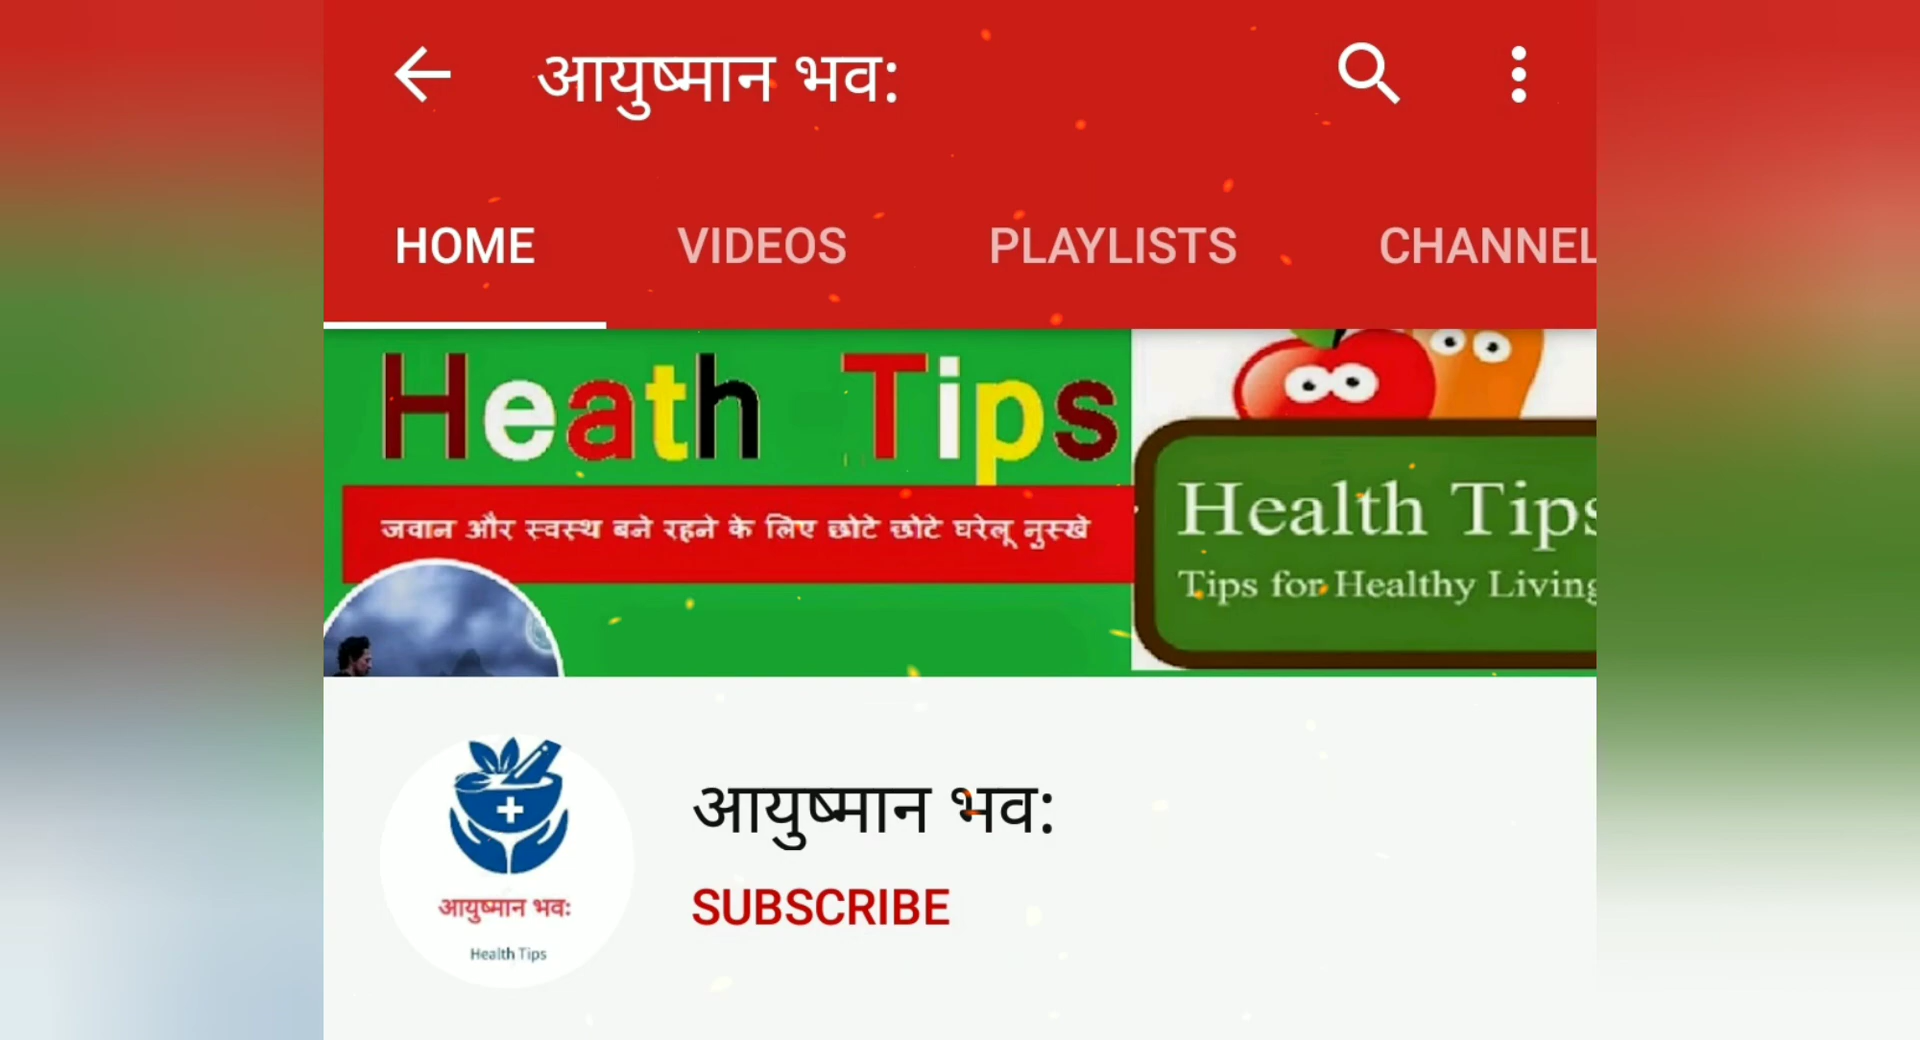 आयुष्मान भव:
HOME VIDEOS PLAYLISTS CHANNEL
Heath Tips
जवान और स्वस्थ बने रहने के लिए छोटे छोटे घरेलू नुस्खे
Health Tips
Tips for Healthy Living
आयुष्मान भव:
SUBSCRIBE
आयुष्मान भव:
Health Tips